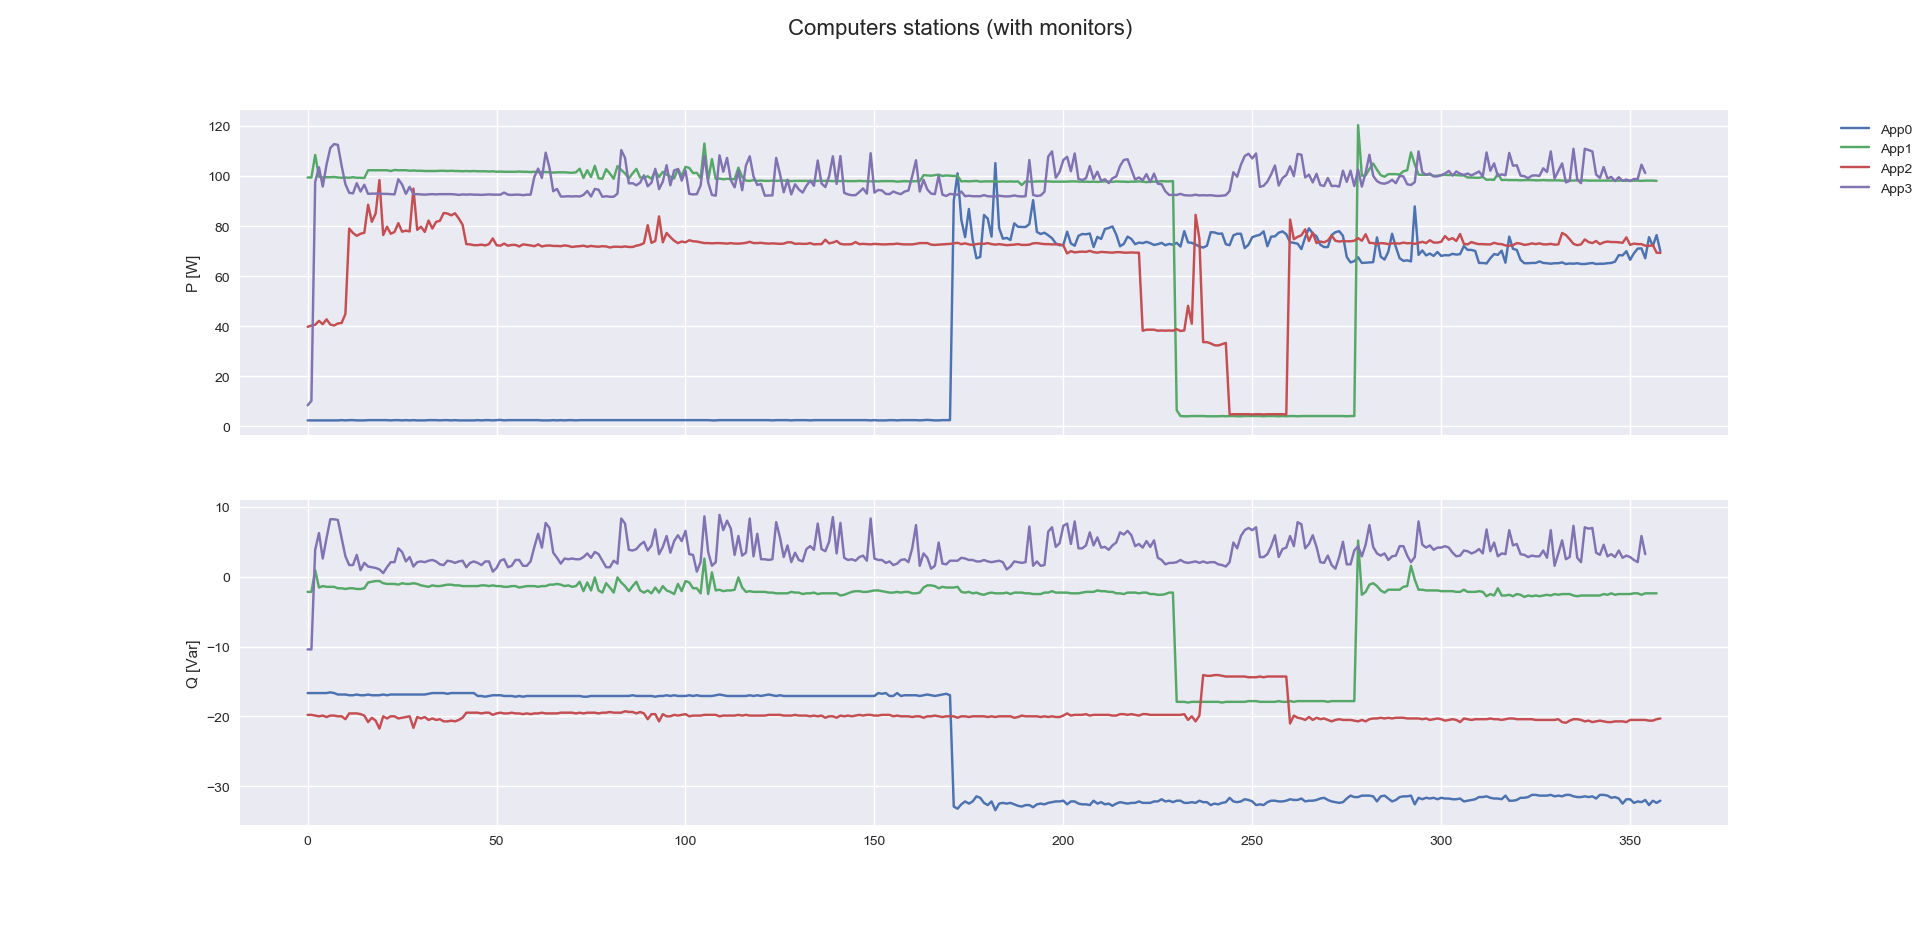 Computers stations (with monitors)
P [W]
120
100
80
60
40
20
0
App0
App1
App2
App3
Q [Var]
10
0
−10
−20
−30
0 50 100 150 200 250 300 350